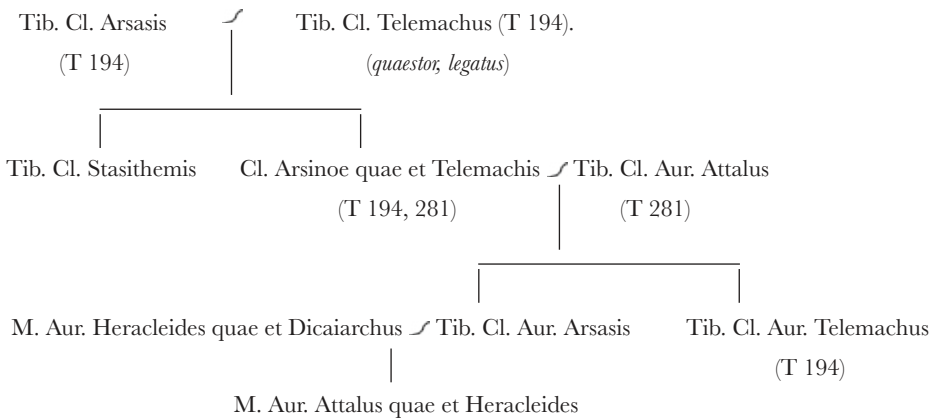 Tib. Cl. Arsasis Tib. Cl. Telemachus (T 194).
(T 194) (quaestor, legatus)
Tib. Cl. Stasithemis Cl. Arsinoe quae et Telemachis Tib. Cl. Aur. Attalus
(T 194, 281) (T 281)
M. Aur. Heracleides quae et Dicaiarchus Tib. Cl. Aur. Arsasis Tib. Cl. Aur. Telemachus
(T 194)
M. Aur. Attalus quae et Heracleides